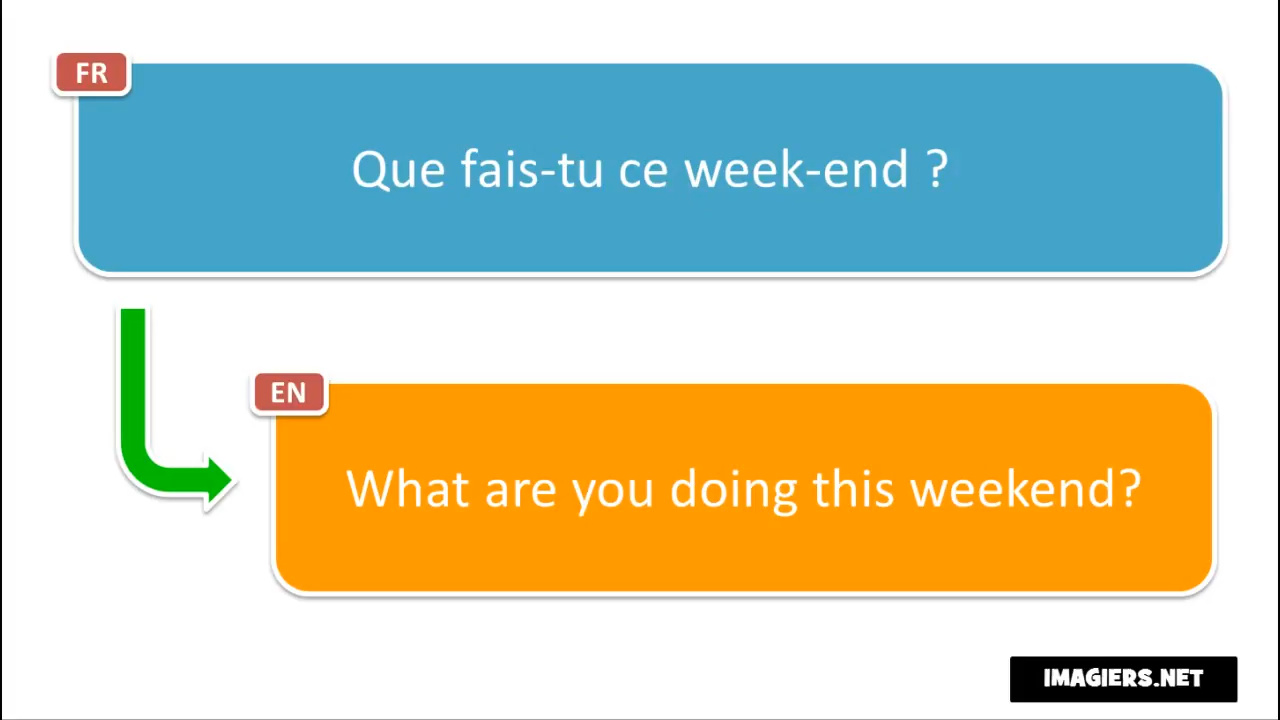 FR
Que fais-tu ce week-end ?
EN
What are you doing this weekend?
IMAGIERS.NET